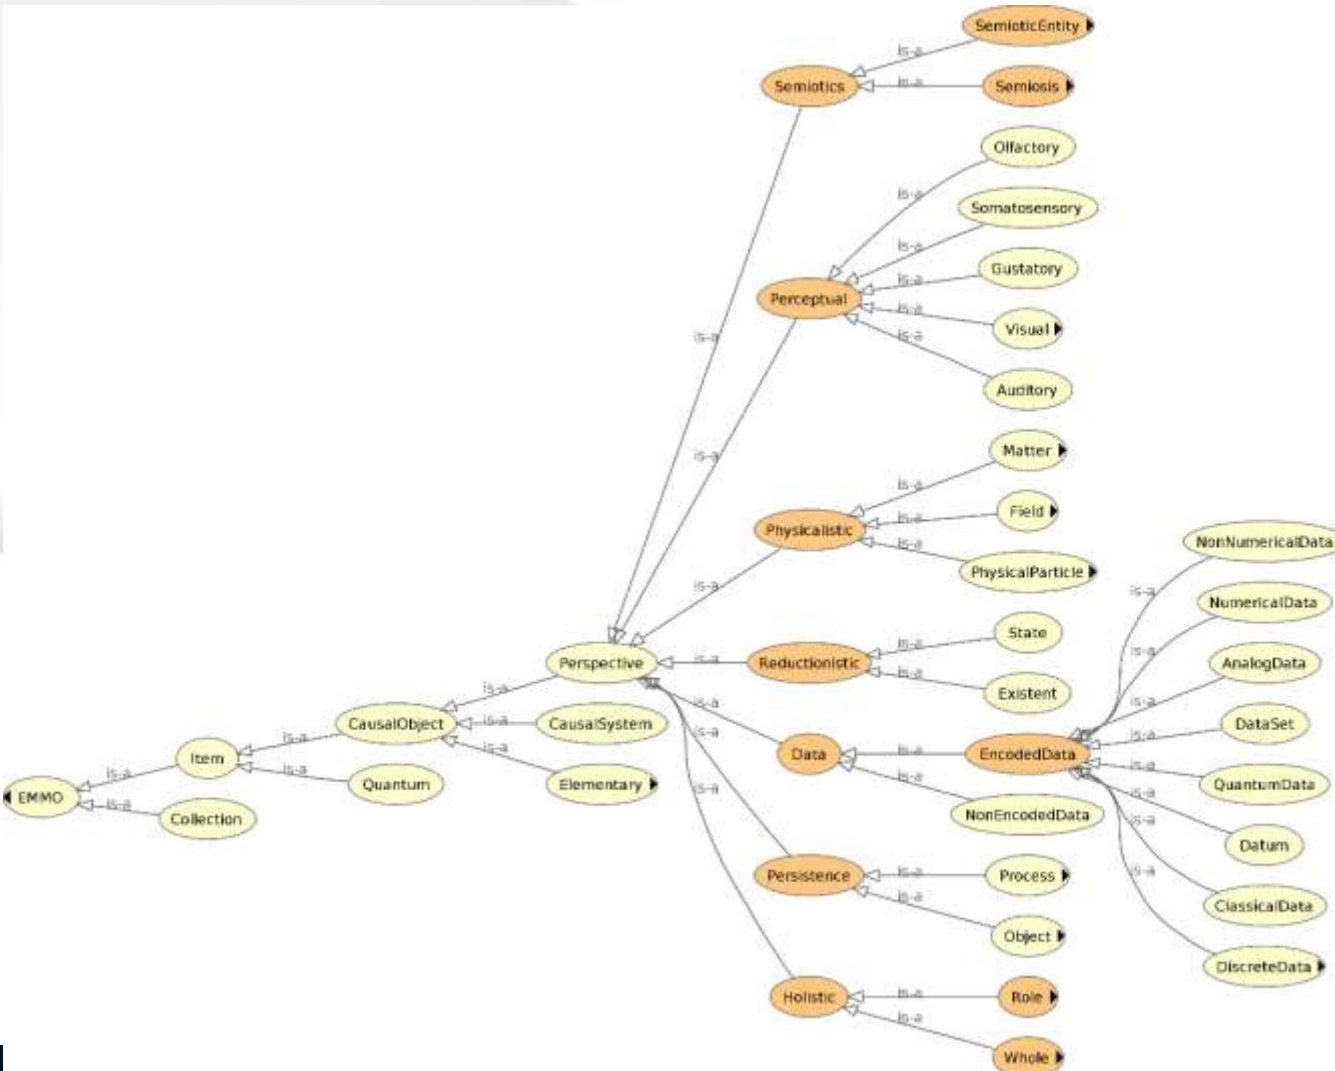 SemioticEntity
is-a
Semiotics
is-a
Semiosis
Olfactory
is-a
Somatosensory
is-a
Gustatory
is-a
Perceptual
is-a
Visual
is-a
Auditory
is-a
is-a
Matter
is-a
Field
is-a
Physicalistic
is-a
PhysicalParticle
is-a
State
is-a
Perspective
is-a
Reductionistic
is-a
Existent
is-a
CausalObject
is-a
CausalSystem
is-a
Elementary
is-a
Item
is-a
Quantum
is-a
EMMO
is-a
Collection
is-a
is-a
is-a
Data
is-a
EncodedData
is-a
NonEncodedData
Persistence
is-a
Process
is-a
Object
Holistic
is-a
Role
is-a
Whole
NonNumericalData
is-a
NumericalData
is-a
AnalogData
is-a
DataSet
is-a
QuantumData
is-a
Datum
is-a
ClassicalData
is-a
DiscreteData
is-a